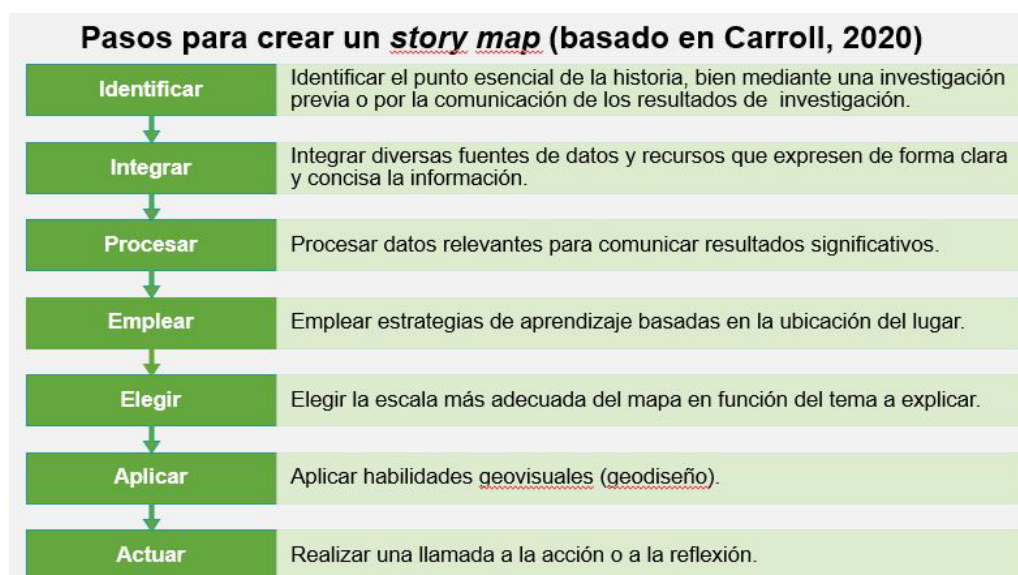 Pasos para crear un story map (basado en Carroll, 2020)
Identificar
Identificar el punto esencial de la historia, bien mediante una investigación
previa o por la comunicación de los resultados de investigación.
Integrar
Integrar diversas fuentes de datos y recursos que expresen de forma clara
y concisa la información.
Procesar
Procesar datos relevantes para comunicar resultados significativos.
Emplear
Emplear estrategias de aprendizaje basadas en la ubicación del lugar.
Elegir
Elegir la escala más adecuada del mapa en función del tema a explicar.
Aplicar
Aplicar habilidades geovisuales (geodiseño).
Actuar
Realizar una llamada a la acción o a la reflexión.